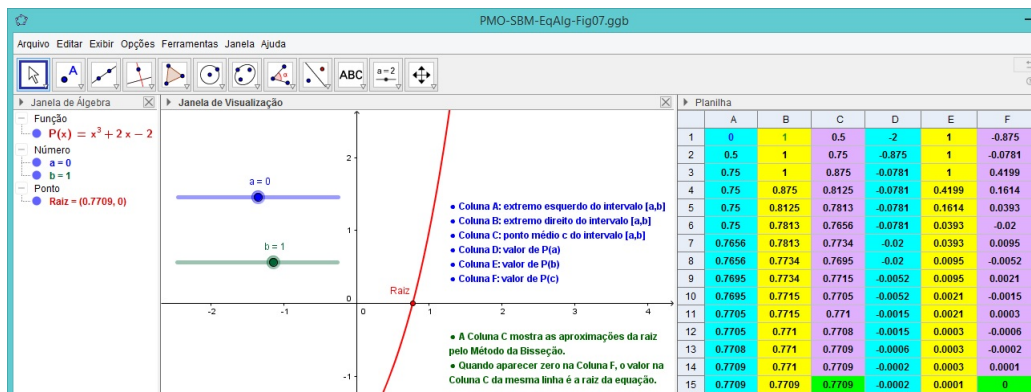 PMO-SBM-EqAlg-Fig07.ggb
Arquivo Editar Exibir Opções Ferramentas Janela Ajuda
A
ABC
a=2
Janela de Álgebra
Função
P(x) = x³ + 2 x − 2
Número
a = 0
b = 1
Ponto
Raiz = (0.7709, 0)
Janela de Visualização
2
1
0
-1
-2
-1
0
1
2
3
4
a = 0
b = 1
Raiz
• Coluna A: extremo esquerdo do intervalo [a,b]
• Coluna B: extremo direito do intervalo [a,b]
• Coluna C: ponto médio c do intervalo [a,b]
• Coluna D: valor de P(a)
• Coluna E: valor de P(b)
• Coluna F: valor de P(c)
• A Coluna C mostra as aproximações da raiz
pelo Método da Bisseção.
• Quando aparecer zero na Coluna F, o valor na
Coluna C da mesma linha é a raiz da equação.
Planilha
A B C D E F
1 0 1 0.5 -2 1 -0.875
2 0.5 1 0.75 -0.875 1 -0.0781
3 0.75 1 0.875 -0.0781 1 0.4199
4 0.75 0.875 0.8125 -0.0781 0.4199 0.1614
5 0.75 0.8125 0.7813 -0.0781 0.1614 0.0393
6 0.75 0.7813 0.7656 -0.0781 0.0393 -0.02
7 0.7656 0.7813 0.7734 -0.02 0.0393 0.0095
8 0.7656 0.7734 0.7695 -0.02 0.0095 -0.0052
9 0.7695 0.7734 0.7715 -0.0052 0.0095 0.0021
10 0.7695 0.7715 0.7705 -0.0052 0.0021 -0.0015
11 0.7705 0.7715 0.771 -0.0015 0.0021 0.0003
12 0.7705 0.771 0.7708 -0.0015 0.0003 -0.0006
13 0.7708 0.771 0.7709 -0.0006 0.0003 -0.0002
14 0.7709 0.771 0.7709 -0.0002 0.0003 0.0001
15 0.7709 0.7709 0.7709 -0.0002 0.0001 0